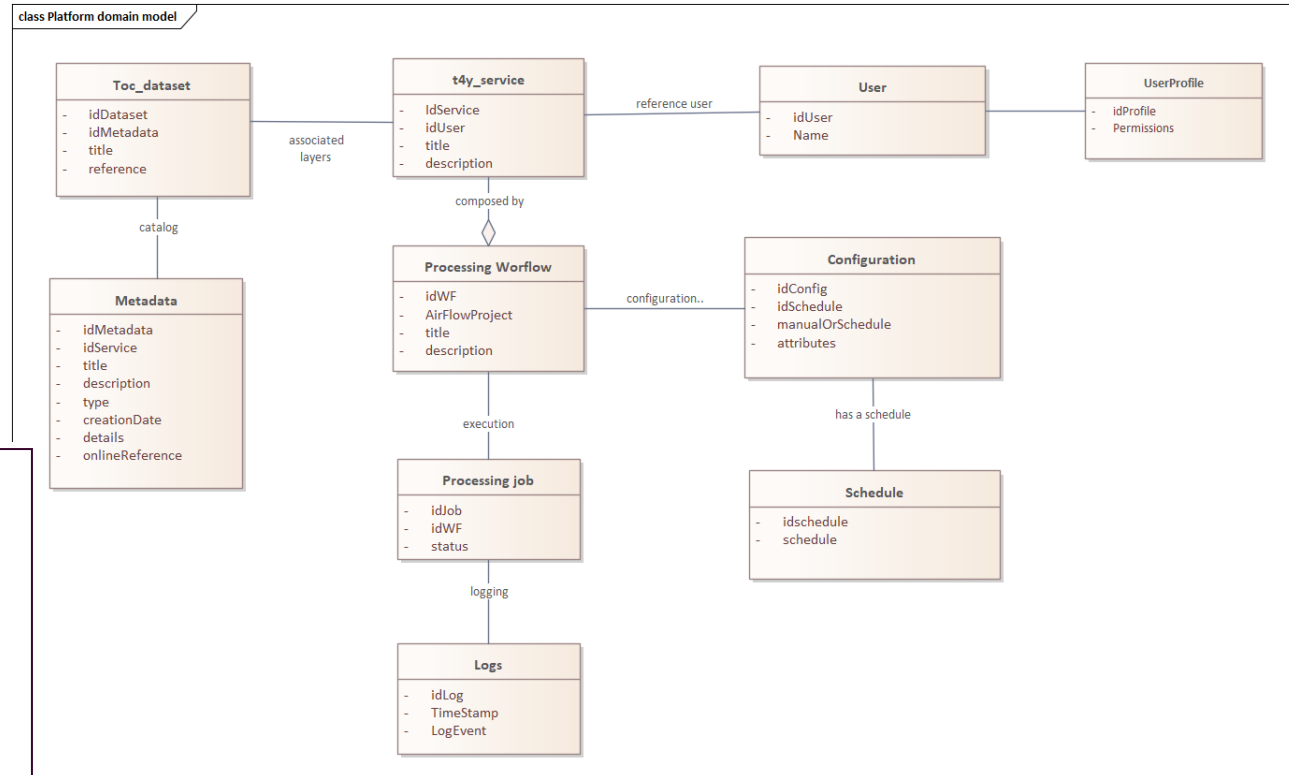 class Platform domain model
Toc_dataset
- idDataset
- idMetadata
- title
- reference
associated
layers
t4y_service
- IdService
- idUser
- title
- description
reference user
User
- idUser
- Name
UserProfile
- idProfile
- Permissions
catalog
composed by
Metadata
- idMetadata
- idService
- title
- description
- type
- creationDate
- details
- onlineReference
Processing Worflow
- idWF
- AirFlowProject
- title
- description
configuration..
Configuration
- idConfig
- idSchedule
- manualOrSchedule
- attributes
execution
has a schedule
Processing job
- idJob
- idWF
- status
Schedule
- idschedule
- schedule
logging
Logs
- idLog
- TimeStamp
- LogEvent